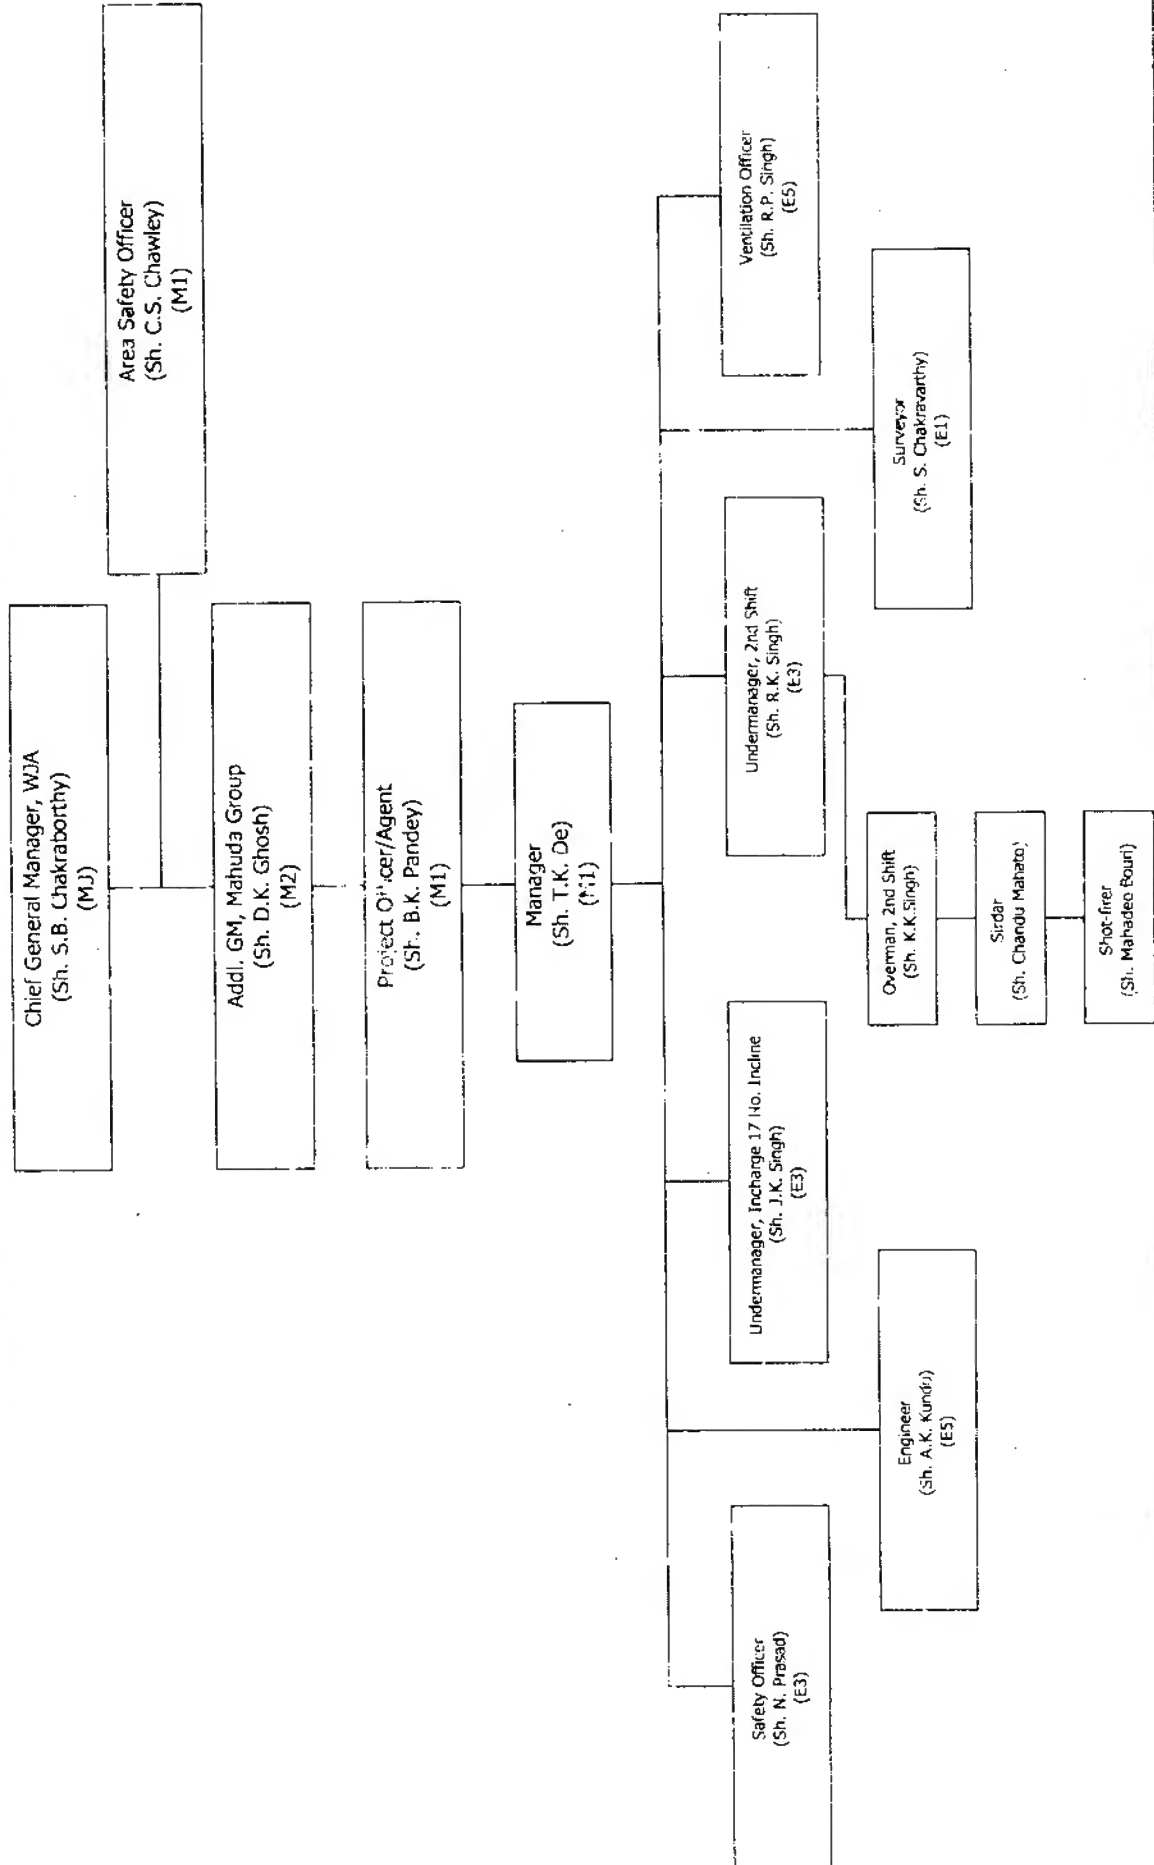 Chief General Manager, WJA
(Sh. S.B. Chakraborthy)
(M3)
Area Safety Officer
(Sh. C.S. Chawley)
(M1)
Addl. GM, Mahuda Group
(Sh. D.K. Ghosh)
(M2)
Project Officer/Agent
(Sh. B.K. Pandey)
(M1)
Manager
(Sh. T.K. De)
(M1)
Safety Officer
(Sh. N. Prasad)
(E3)
Engineer
(Sh. A.K. Kundu)
(E5)
Undermanager, Incharge 17 No. Incline
(Sh. J.K. Singh)
(E3)
Undermanager, 2nd Shift
(Sh. R.K. Singh)
(E3)
Surveyor
(Sh. S. Chakravarthy)
(E1)
Ventilation Officer
(Sh. R.P. Singh)
(E5)
Overman, 2nd Shift
(Sh. K.K.Singh)
Sirdar
(Sh. Chandu Mahato)
Shot-firer
(Sh. Mahadeo Bouri)